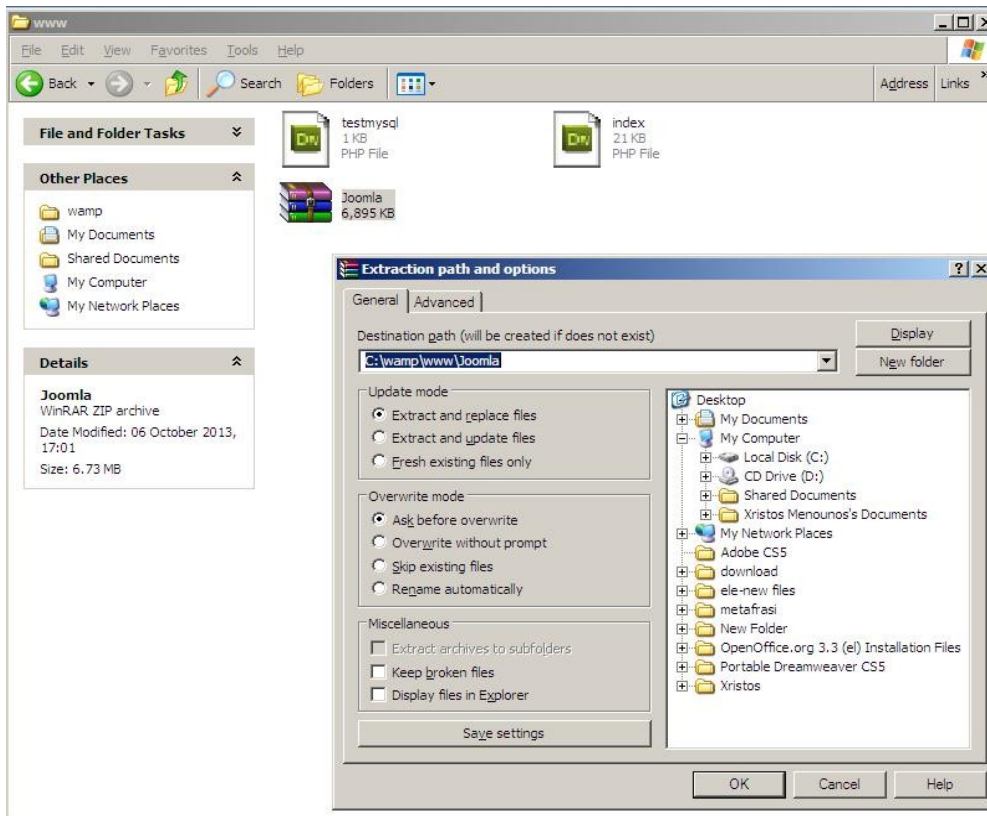 www
File Edit View Favorites Tools Help
Back Search Folders Address Links »
File and Folder Tasks
Other Places
wamp
My Documents
Shared Documents
My Computer
My Network Places
Details
Joomla
WinRAR ZIP archive
Date Modified: 06 October 2013,
17:01
Size: 6.73 MB
testmysql
1 KB
PHP File
index
21 KB
PHP File
Joomla
6,895 KB
Extraction path and options
General Advanced
Destination path (will be created if does not exist)
C:\wamp\www\Joomla
Display
New folder
Update mode
Extract and replace files
Extract and update files
Fresh existing files only
Overwrite mode
Ask before overwrite
Overwrite without prompt
Skip existing files
Rename automatically
Miscellaneous
Extract archives to subfolders
Keep broken files
Display files in Explorer
Save settings
Desktop
My Documents
My Computer
Local Disk (C:)
CD Drive (D:)
Shared Documents
Xristos Menounos's Documents
My Network Places
Adobe CS5
download
ele-new files
metafrasi
New Folder
OpenOffice.org 3.3 (el) Installation Files
Portable Dreamweaver CS5
Xristos
OK Cancel Help